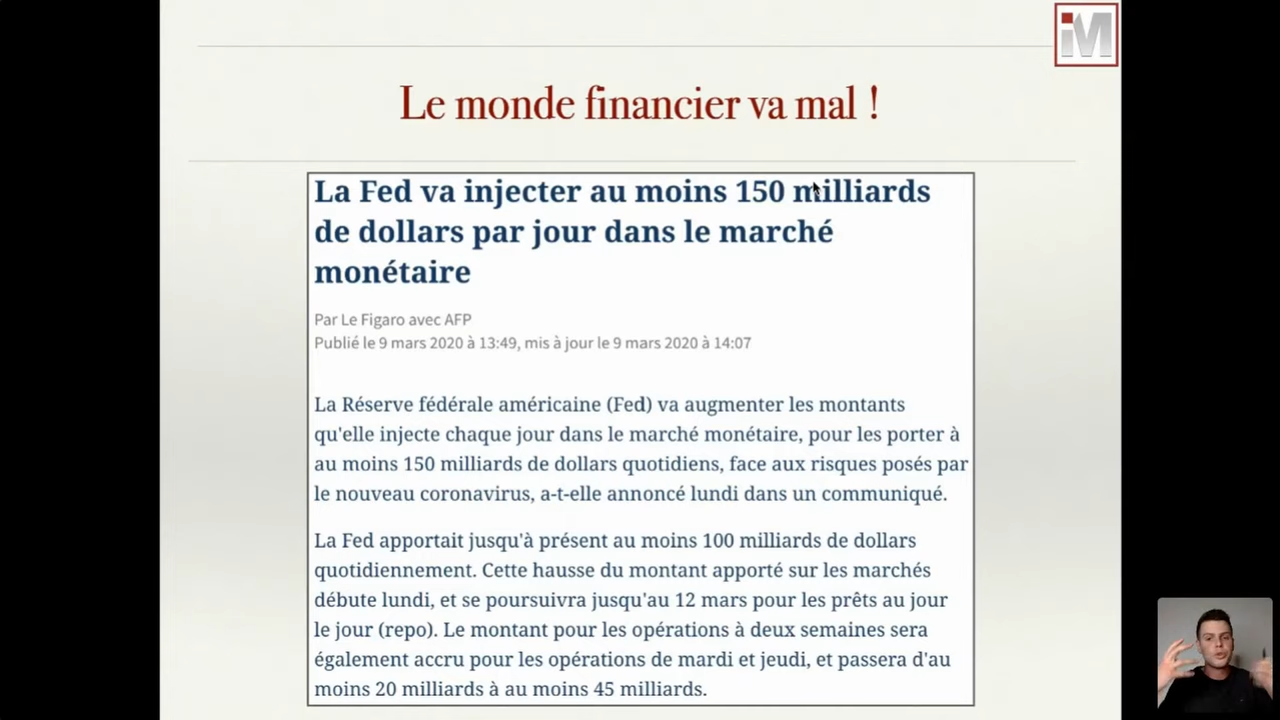 iM
Le monde financier va mal !
La Fed va injecter au moins 150 milliards
de dollars par jour dans le marché
monétaire
Par Le Figaro avec AFP
Publié le 9 mars 2020 à 13:49, mis à jour le 9 mars 2020 à 14:07
La Réserve fédérale américaine (Fed) va augmenter les montants
qu'elle injecte chaque jour dans le marché monétaire, pour les porter à
au moins 150 milliards de dollars quotidiens, face aux risques posés par
le nouveau coronavirus, a-t-elle annoncé lundi dans un communiqué.
La Fed apportait jusqu'à présent au moins 100 milliards de dollars
quotidiennement. Cette hausse du montant apporté sur les marchés
débute lundi, et se poursuivra jusqu'au 12 mars pour les prêts au jour
le jour (repo). Le montant pour les opérations à deux semaines sera
également accru pour les opérations de mardi et jeudi, et passera d'au
moins 20 milliards à au moins 45 milliards.